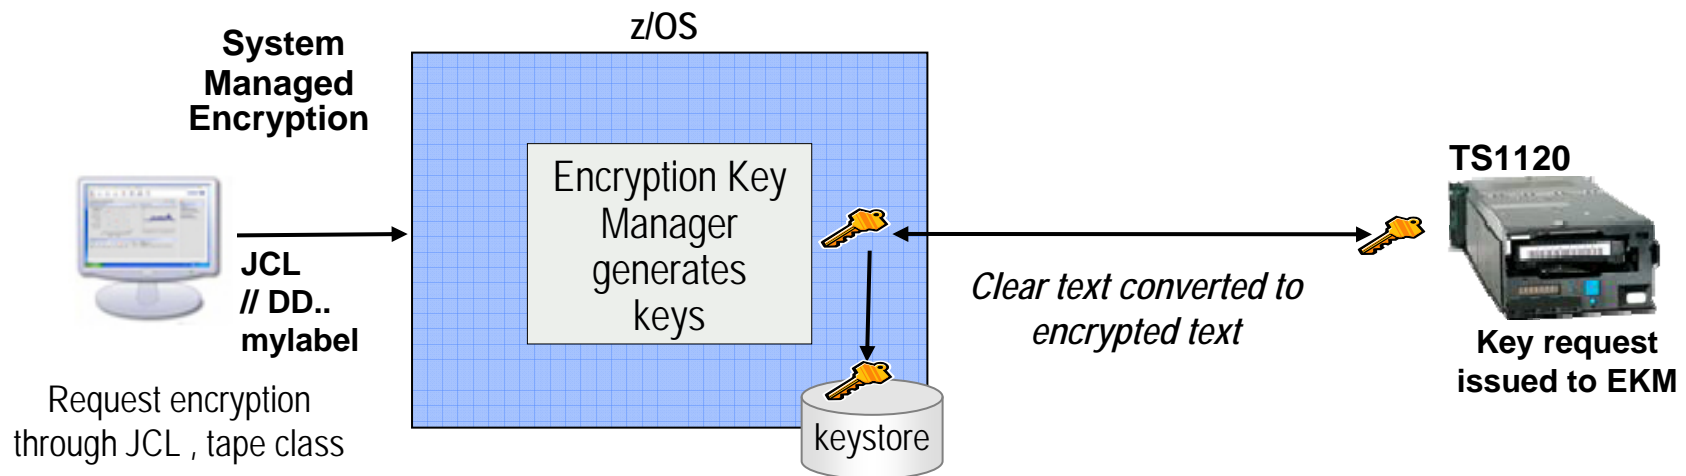 z/OS
System
Managed
Encryption
JCL
// DD..
mylabel
Request encryption
through JCL , tape class
Encryption Key
Manager
generates
keys
keystore
Clear text converted to
encrypted text
TS1120
Key request
issued to EKM